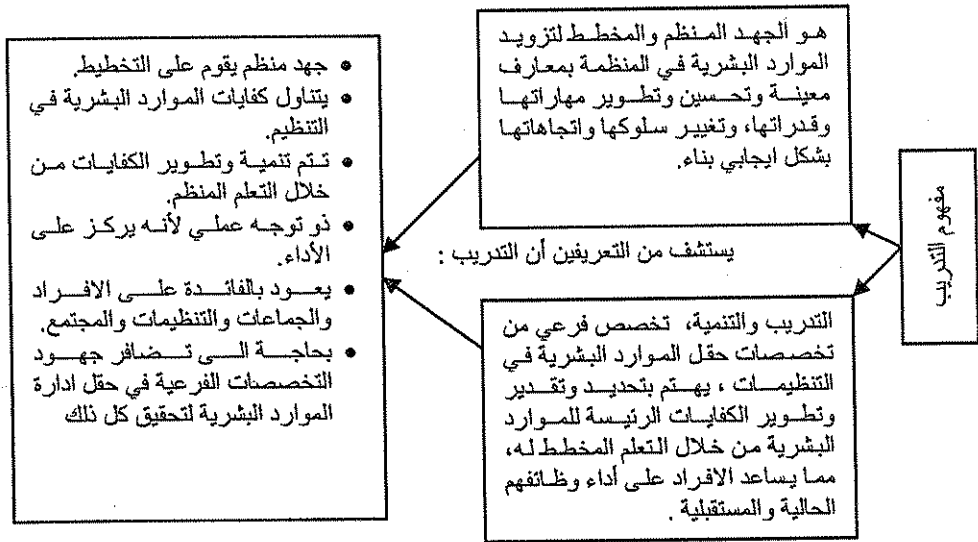 مفهوم التدريب
هو الجهد المنظم والمخطط لتزويد
الموارد البشرية في المنظمة بمعارف
معينة وتحسين وتطوير مهاراتها
وقدراتها، وتغيير سلوكها واتجاهاتها
بشكل ايجابي بناء.
يستشف من التعريفين أن التدريب :
التدريب والتنمية، تخصص فرعي من
تخصصات حقل الموارد البشرية في
التنظيمات ، يهتم بتحديد وتقدير
وتطوير الكفايات الرئيسة للموارد
البشرية من خلال التعلم المخطط له،
مما يساعد الافراد على أداء وظائفهم
الحالية والمستقبلية .
• جهد منظم يقوم على التخطيط.
• يتناول كفايات الموارد البشرية في
التنظيم.
• تتم تنمية وتطوير الكفايات من
خلال التعلم المنظم.
• ذو توجه عملي لأنه يركز على
الأداء.
• يعود بالفائدة على الافراد
والجماعات والتنظيمات والمجتمع.
• بحاجة الى تضافر جهود
التخصصات الفرعية في حقل ادارة
الموارد البشرية لتحقيق كل ذلك